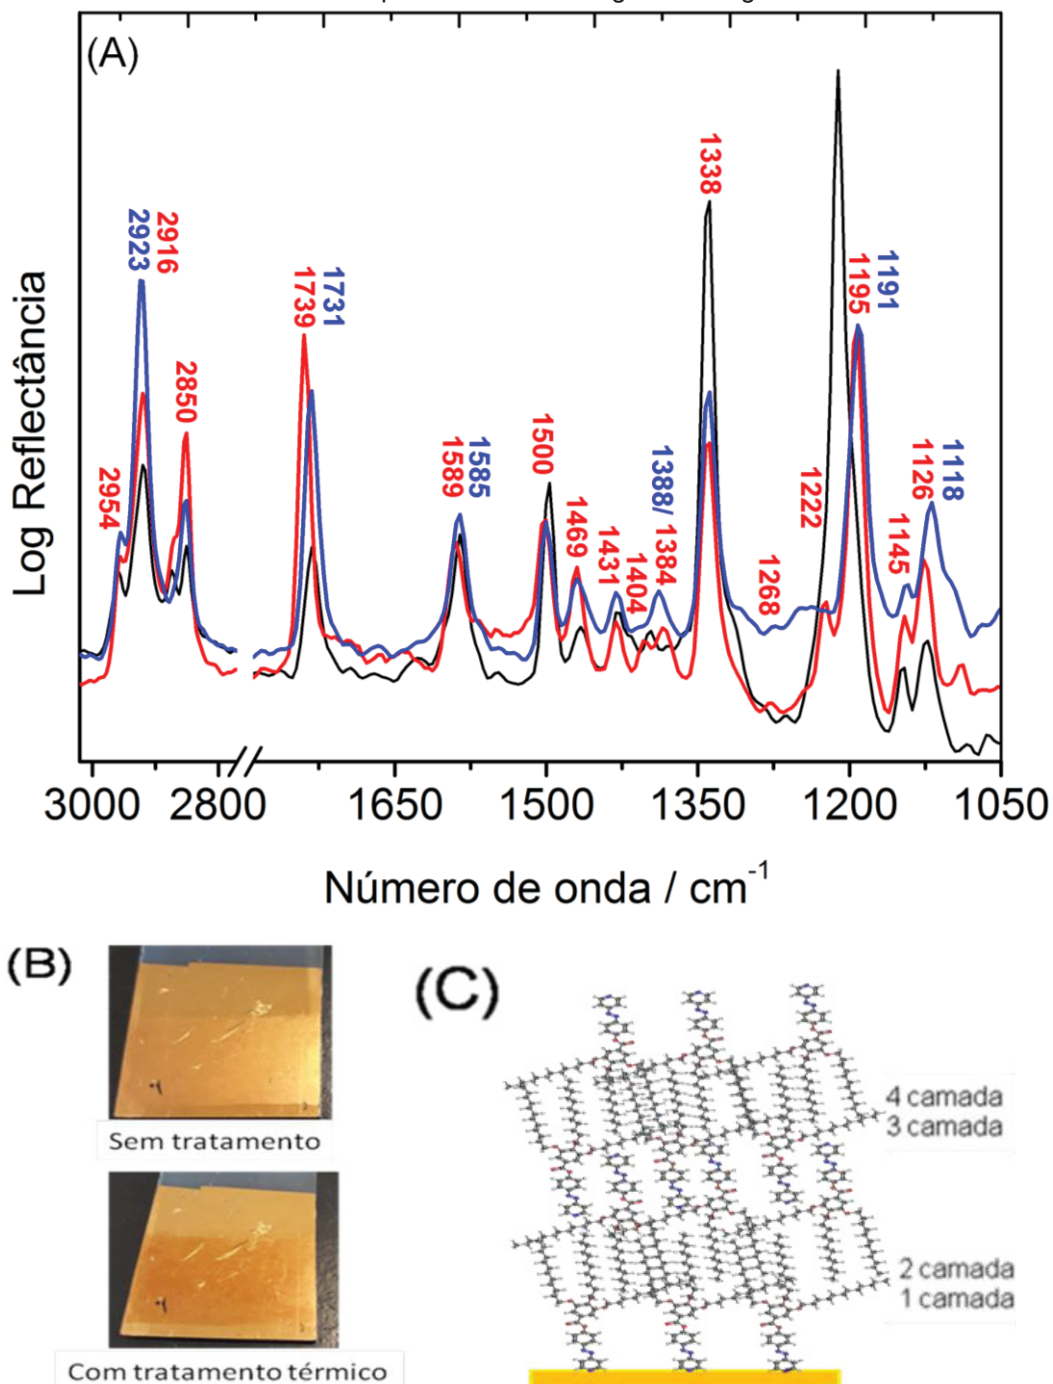 (A)
Log Reflectância
2954
2923
2916
2850
1739
1731
1589
1585
1500
1469
1431
1404
1388/
1384
1338
1268
1222
1195
1191
1145
1126
1118
3000 2800 1650 1500 1350 1200 1050
Número de onda / cm⁻¹
(B)
Sem tratamento
Com tratamento térmico
(C)
4 camada
3 camada
2 camada
1 camada